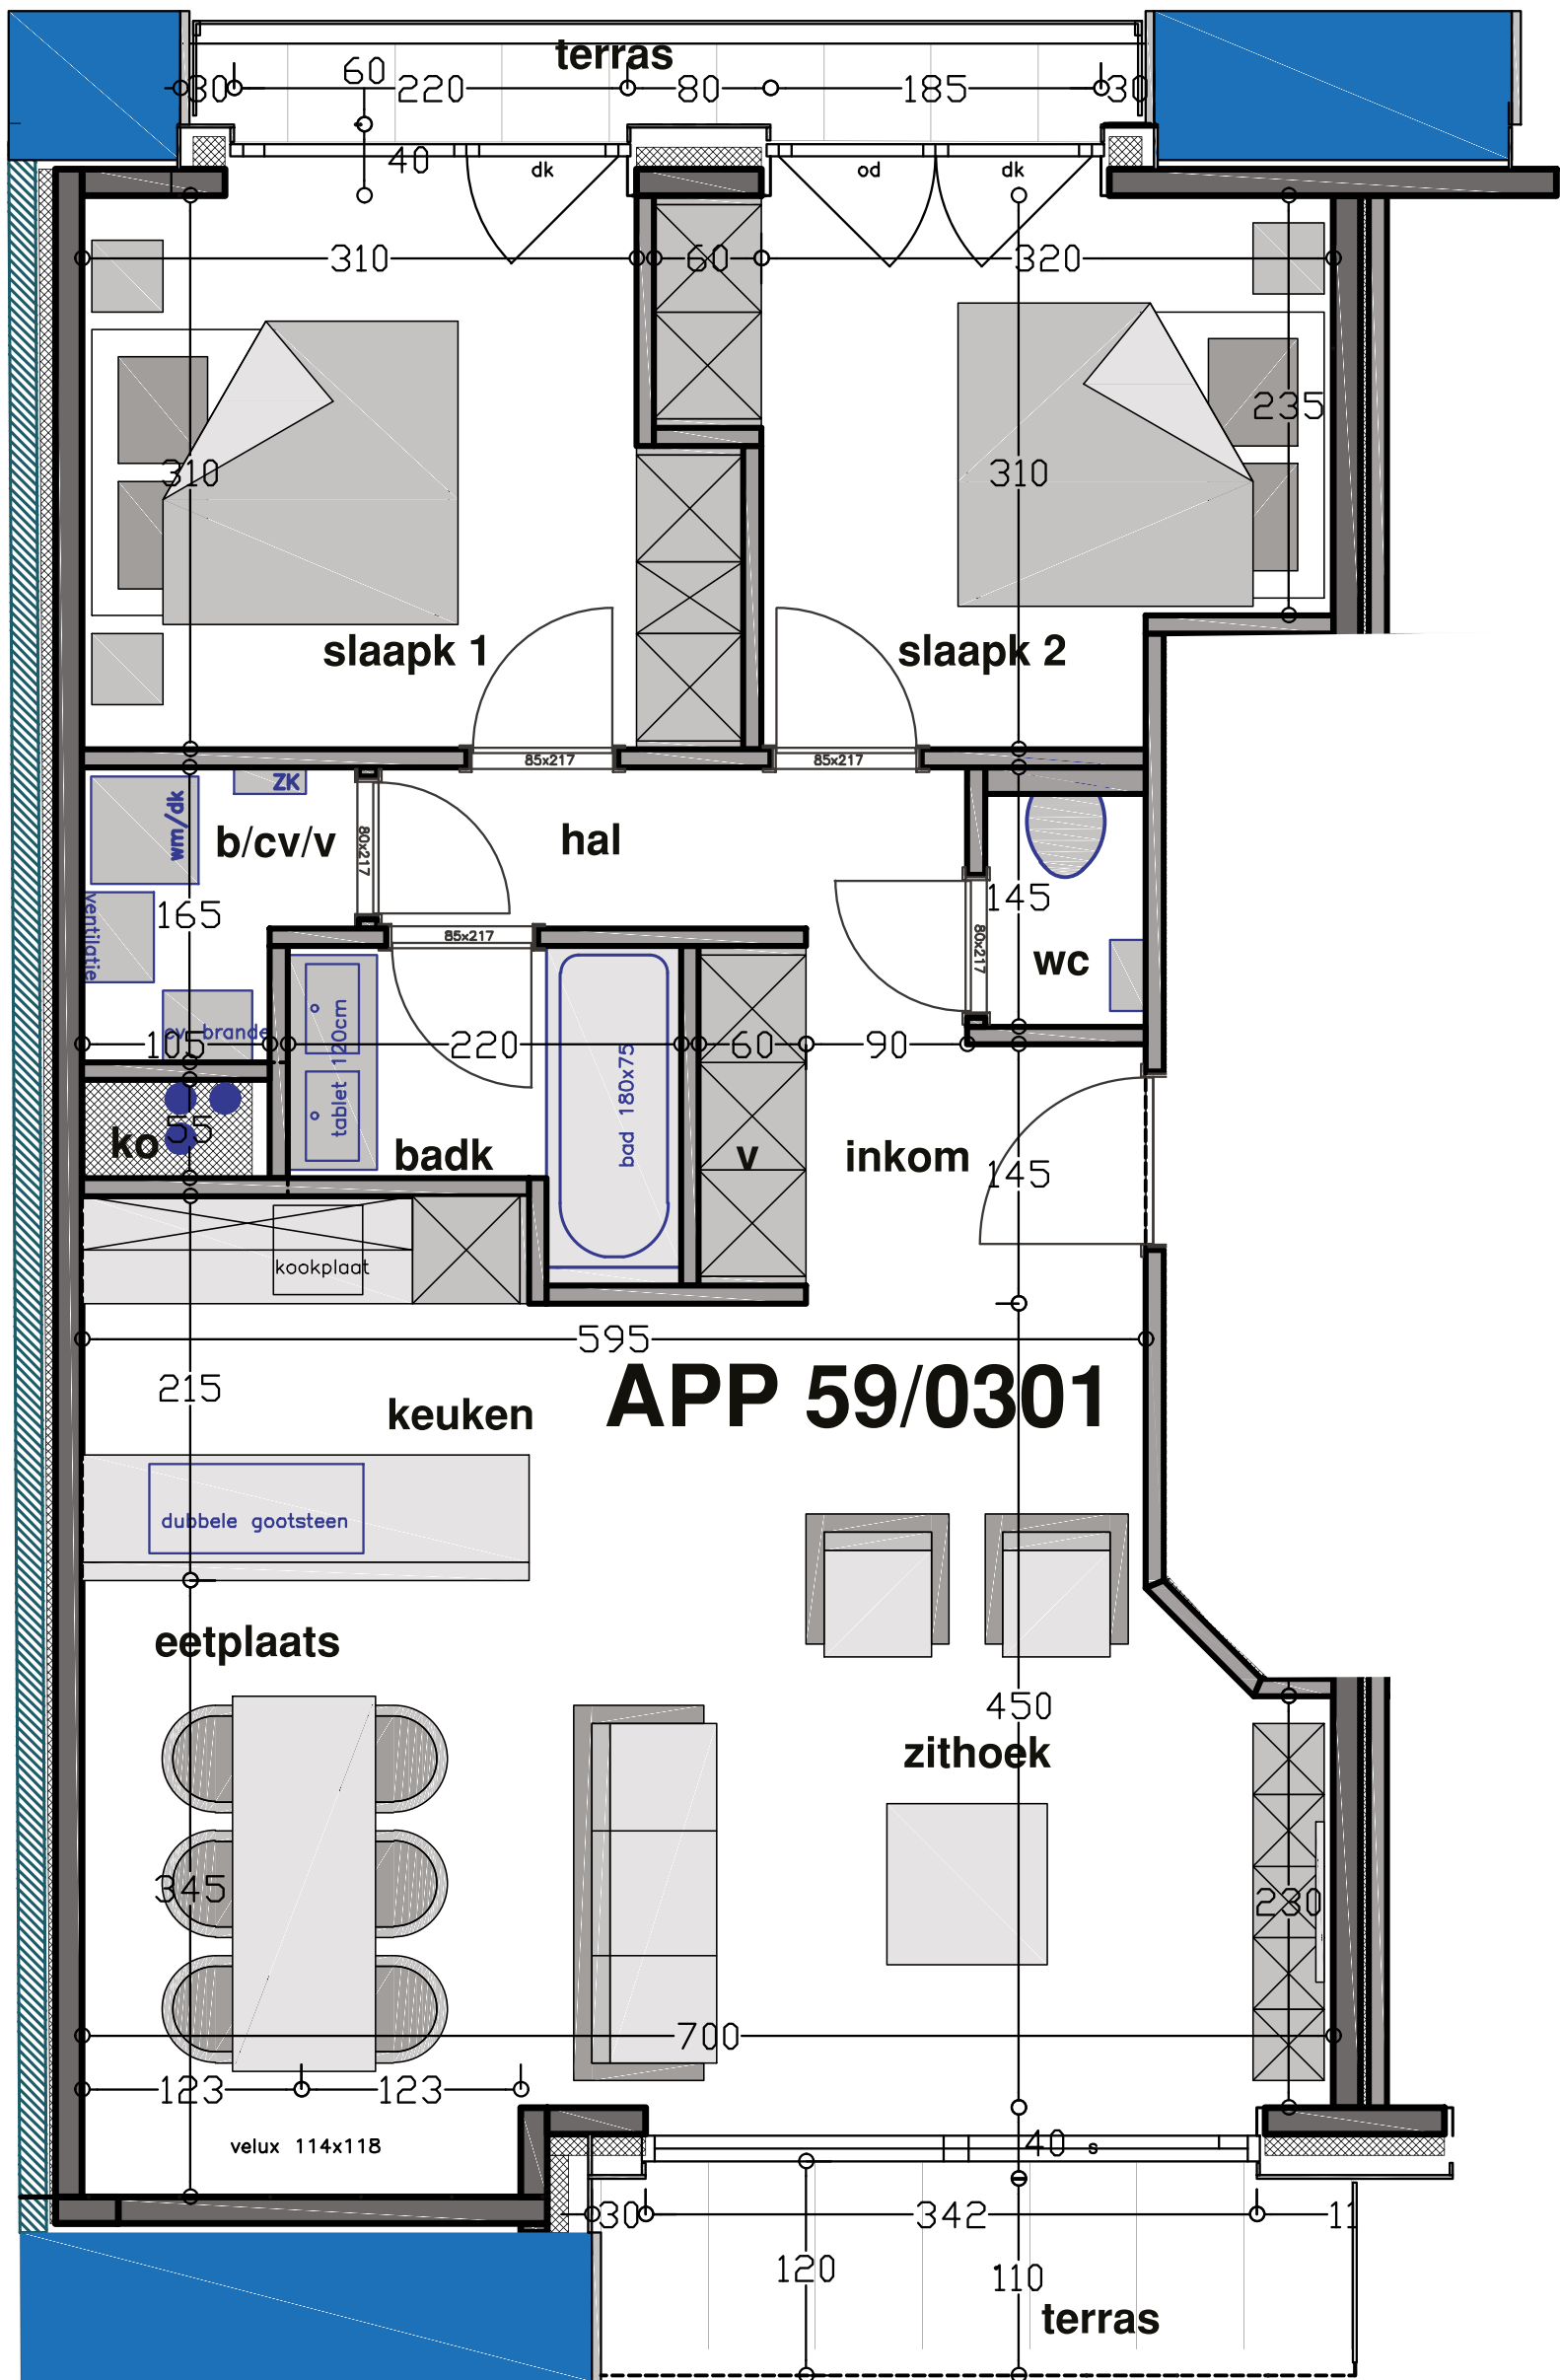 terras
30
60
220
80
185
30
40
dk
od
dk
310
60
320
235
310
310
slaapk 1
slaapk 2
85x217
85x217
ZK
wm/dk
b/cv/v
80x217
hal
145
165
ventilatie
85x217
80x217
wc
cv brande
105
220
60
90
tablet 120cm
bad 180x75
55
ko
badk
v
inkom
145
kookplaat
595
215
APP 59/0301
keuken
dubbele gootsteen
eetplaats
450
zithoek
345
230
700
123
123
velux 114x118
40
s
30
342
11
120
110
terras